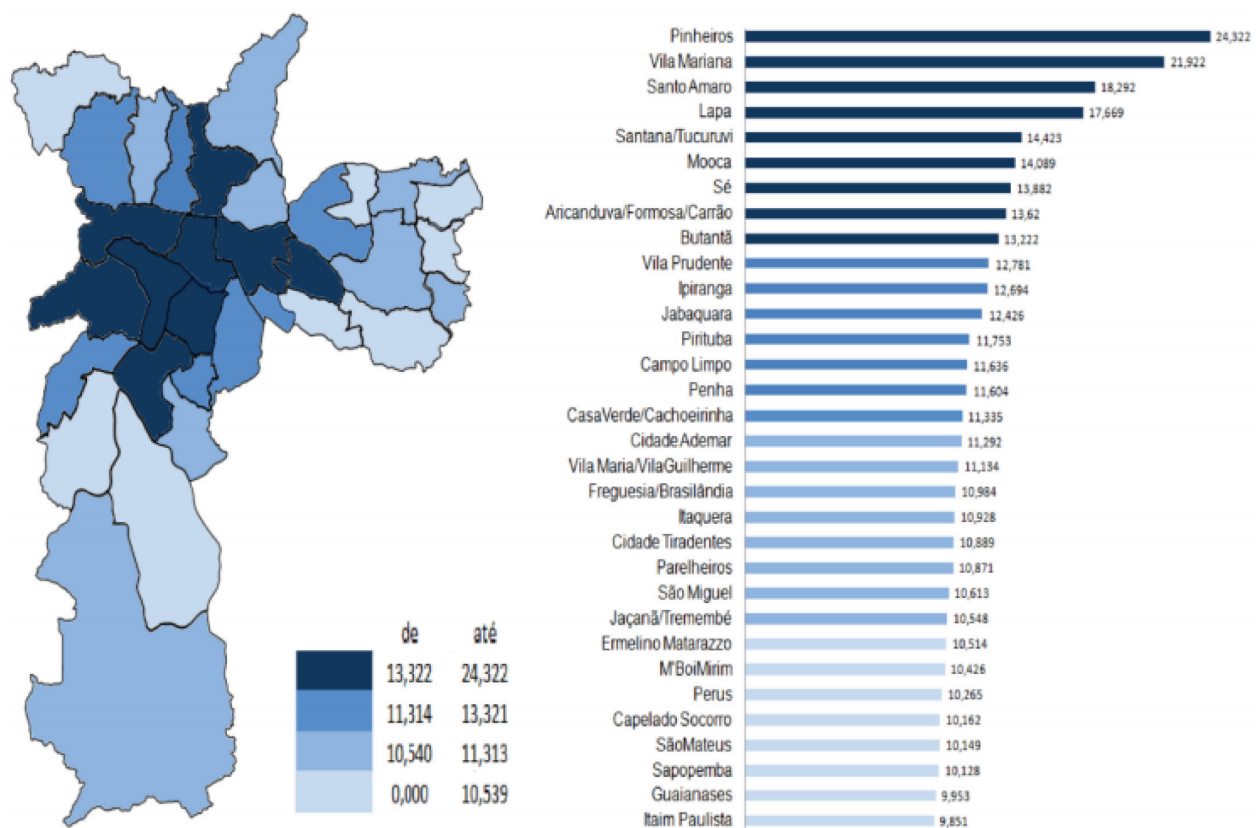 Pinheiros 24,322
Vila Mariana 21,922
Santo Amaro 18,292
Lapa 17,669
Santana/Tucuruvi 14,423
Mooca 14,089
Sé 13,882
Aricanduva/Formosa/Carrão 13,62
Butantã 13,222
Vila Prudente 12,781
Ipiranga 12,694
Jabaquara 12,426
Pirituba 11,753
Campo Limpo 11,636
Penha 11,604
CasaVerde/Cachoeirinha 11,335
Cidade Ademar 11,292
Vila Maria/VilaGuilherme 11,134
Freguesia/Brasilândia 10,984
Itaquera 10,928
Cidade Tiradentes 10,889
Parelheiros 10,871
São Miguel 10,613
Jaçanã/Tremembé 10,548
Ermelino Matarazzo 10,514
M'BoiMirim 10,426
Perus 10,265
Capelado Socorro 10,162
SãoMateus 10,149
Sapopemba 10,128
Guaianases 9,953
Itaim Paulista 9,851
de até
13,322 24,322
11,314 13,321
10,540 11,313
0,000 10,539